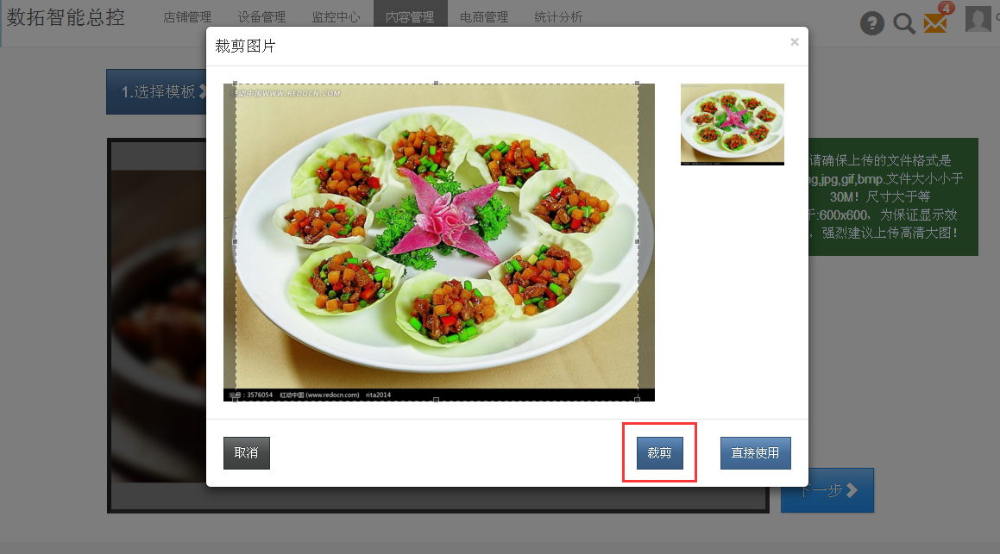 数拓智能总控
店铺管理
设备管理
监控中心
内容管理
电商管理
统计分析
4
裁剪图片
×
1.选择模板
红动中国WWW.REDOCN.COM
请确保上传的文件格式是
ng,jpg,gif,bmp.文件大小小于
30M！尺寸大于等
于:600x600，为保证显示效
，强烈建议上传高清大图！
编号：3576054 红动中国 (www.redocn.com) rita2014
取消
裁剪
直接使用
下一步